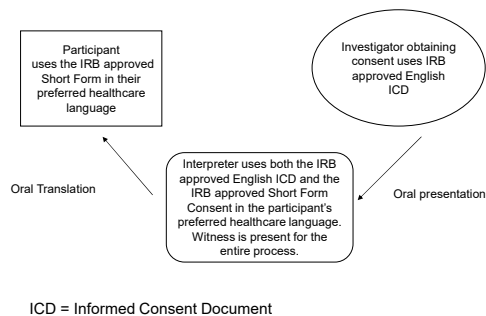 Participant
uses the IRB approved
Short Form in their
preferred healthcare
language
Investigator obtaining
consent uses IRB
approved English
ICD
Oral Translation
Interpreter uses both the IRB
approved English ICD and the
IRB approved Short Form
Consent in the participant's
preferred healthcare language.
Witness is present for the
entire process.
Oral presentation
ICD = Informed Consent Document